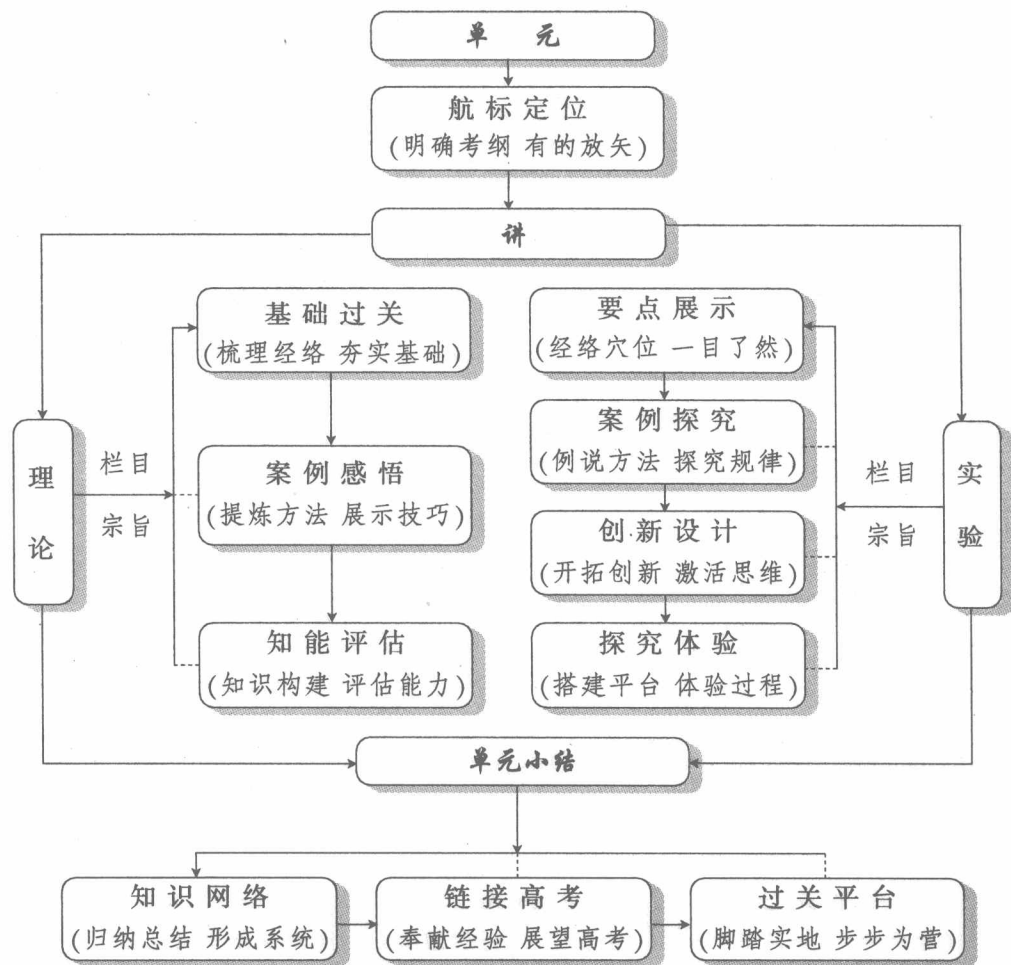 单 元
航标定位
(明确考纲 有的放矢)
讲
基础过关
(梳理经络 夯实基础)
要点展示
(经络穴位 一目了然)
理论
栏目
宗旨
案例感悟
(提炼方法 展示技巧)
案例探究
(例说方法 探究规律)
创新设计
(开拓创新 激活思维)
栏目
宗旨
实验
知能评估
(知识构建 评估能力)
探究体验
(搭建平台 体验过程)
单元小结
知识网络
(归纳总结 形成系统)
链接高考
(奉献经验 展望高考)
过关平台
(脚踏实地 步步为营)